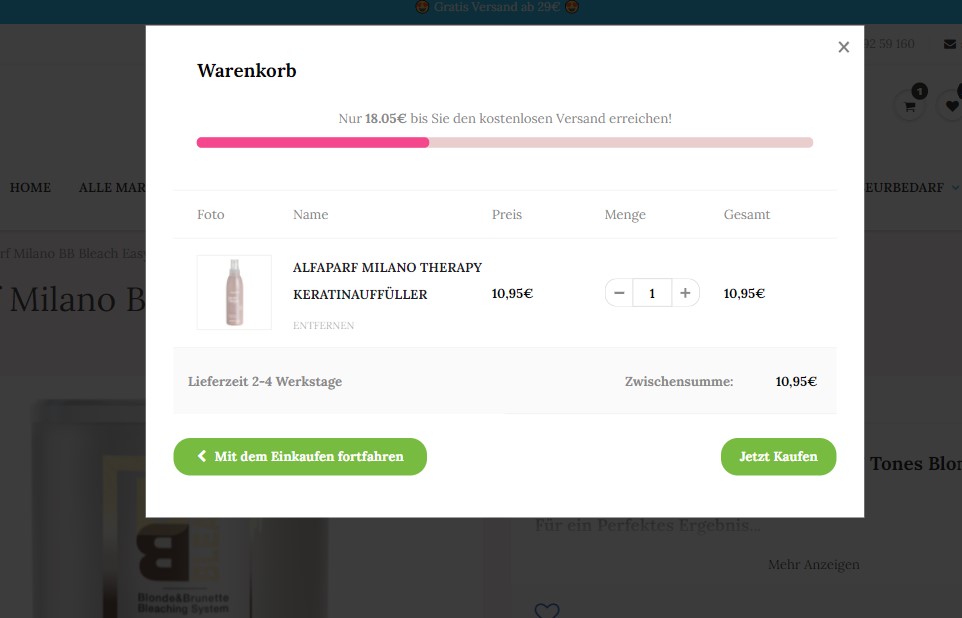 Gratis Versand ab 29€
92 59 160
1
Warenkorb
Nur 18.05€ bis Sie den kostenlosen Versand erreichen!
HOME
ALLE MAR
EURBEDARF
Foto
Name
Preis
Menge
Gesamt
rf Milano BB Bleach Easy
f Milano B
ALFAPARF MILANO THERAPY
KERATINAUFFÜLLER
10,95€
1
10,95€
ENTFERNEN
Lieferzeit 2-4 Werkstage
Zwischensumme:
10,95€
Mit dem Einkaufen fortfahren
Jetzt Kaufen
Tones Blon
Für ein Perfektes Ergebnis..
Mehr Anzeigen
Blonde&Brunette
Bleaching System